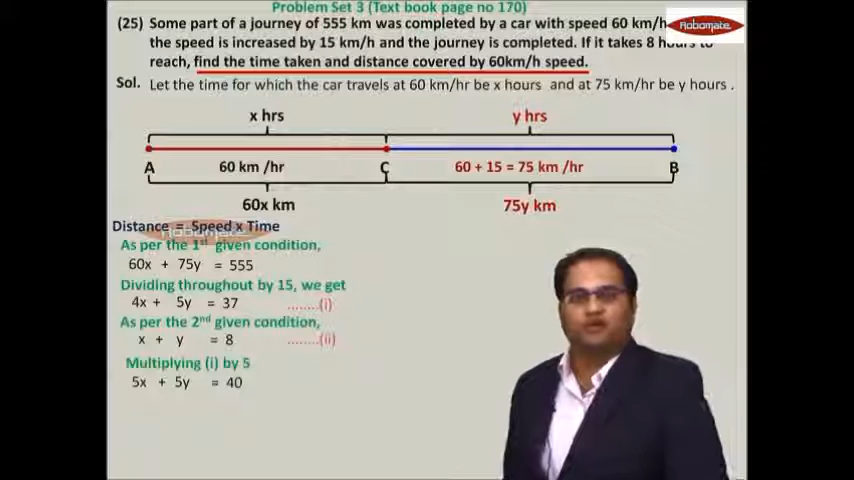 Problem Set 3 (Text book page no 170)
(25) Some part of a journey of 555 km was completed by a car with speed 60 km/h
Robomate
the speed is increased by 15 km/h and the journey is completed. If it takes 8 hours to
reach, find the time taken and distance covered by 60km/h speed.
Sol. Let the time for which the car travels at 60 km/hr be x hours and at 75 km/hr be y hours .
x hrs y hrs
A 60 km /hr C 60 + 15 = 75 km /hr B
60x km 75y km
Distance = Speed x Time
Robomate
As per the 1st given condition,
60x + 75y = 555
Dividing throughout by 15, we get
4x + 5y = 37 ........(i)
As per the 2nd given condition,
x + y = 8 ........(ii)
Multiplying (i) by 5
5x + 5y = 40